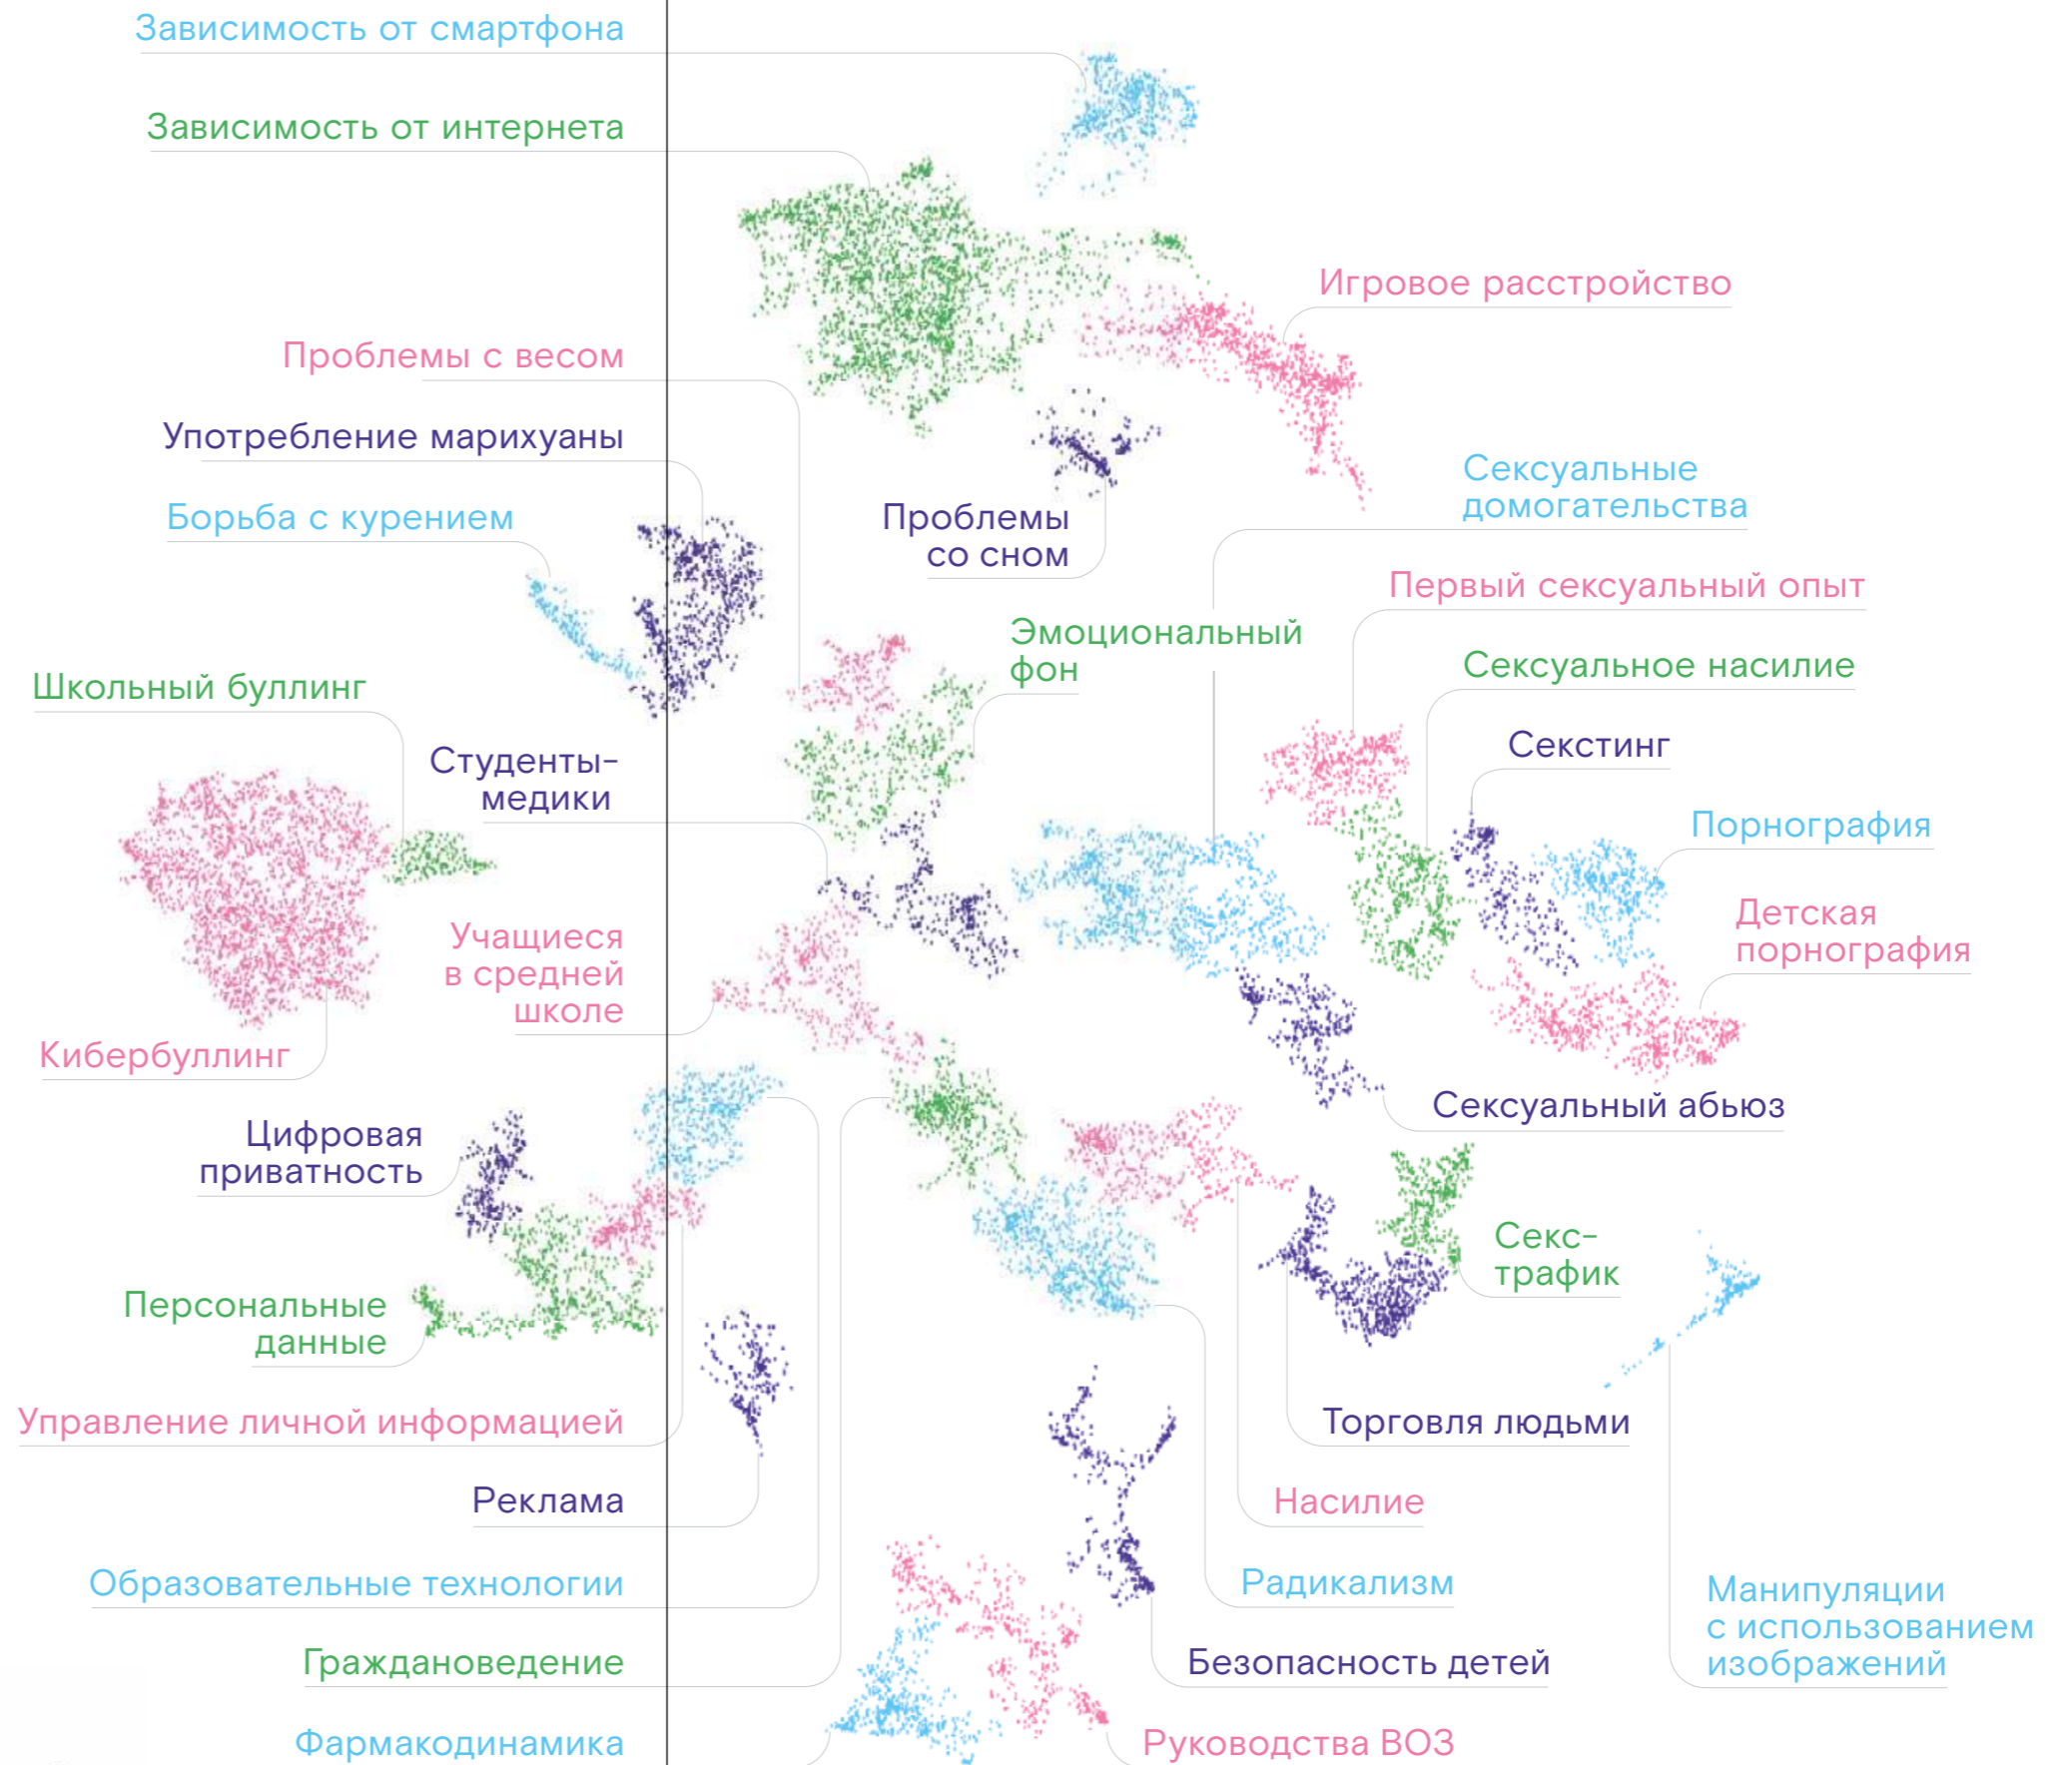 Зависимость от смартфона
Зависимость от интернета
Игровое расстройство
Проблемы с весом
Употребление марихуаны
Борьба с курением
Проблемы
со сном
Сексуальные
домогательства
Первый сексуальный опыт
Эмоциональный
фон
Сексуальное насилие
Школьный буллинг
Студенты-
медики
Секстинг
Порнография
Детская
порнография
Учащиеся
в средней
школе
Кибербуллинг
Сексуальный абьюз
Цифровая
приватность
Секс-
трафик
Персональные
данные
Управление личной информацией
Торговля людьми
Реклама
Насилие
Образовательные технологии
Радикализм
Манипуляции
с использованием
изображений
Граждановедение
Безопасность детей
Фармакодинамика
Руководства ВОЗ